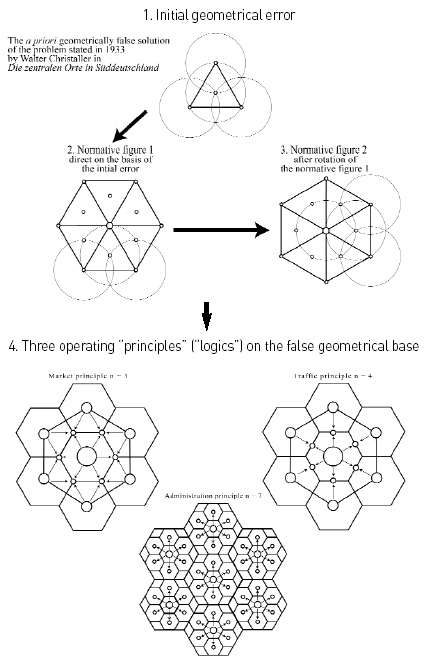 1. Initial geometrical error
The a priori geometrically false solution
of the problem stated in 1933
by Walter Christaller in
Die zentralen Orte in Süddeutschland
2. Normative figure 1
direct on the basis of
the intial error
3. Normative figure 2
after rotation of
the normative figure 1
4. Three operating "principles" ("logics") on the false geometrical base
Market principle n = 3
Traffic principle n = 4
Administration principle n = 7